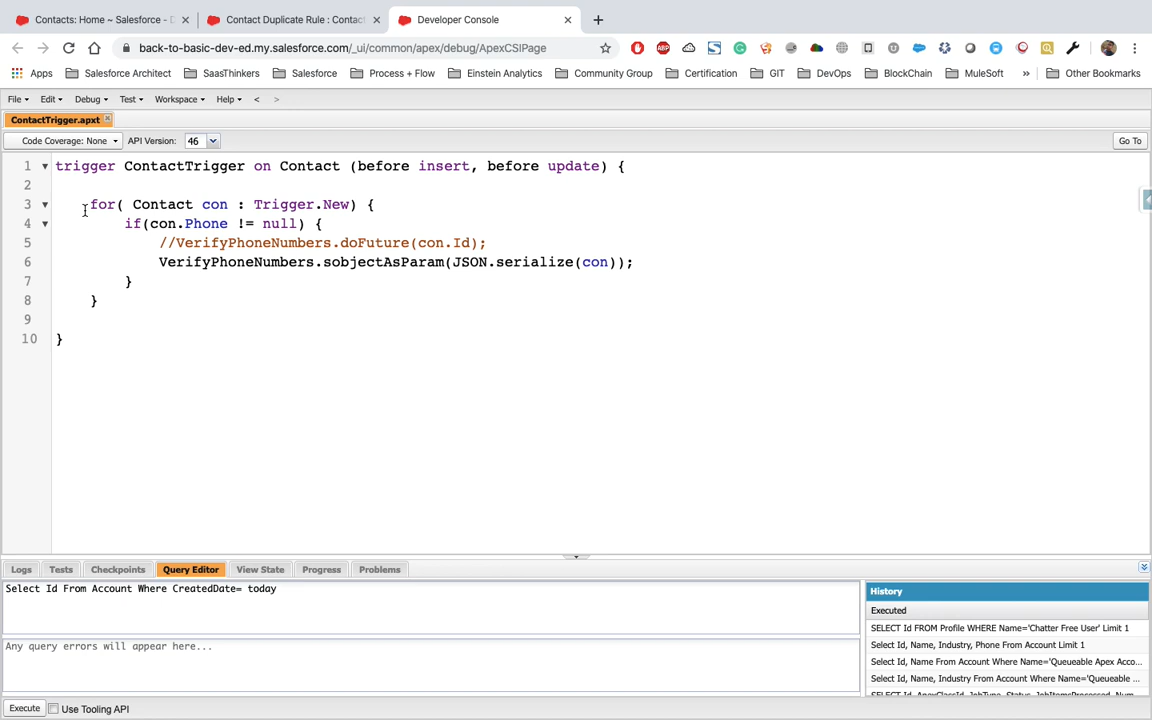 Contacts: Home ~ Salesforce - D
Contact Duplicate Rule : Contac
Developer Console
back-to-basic-dev-ed.my.salesforce.com/_ui/common/apex/debug/ApexCSIPage
Apps Salesforce Architect SaasThinkers Salesforce Process + Flow Einstein Analytics Community Group Certification GIT DevOps BlockChain MuleSoft » Other Bookmarks
File Edit Debug Test Workspace Help < >
ContactTrigger.apxt
Code Coverage: None API Version: 46 Go To
1 trigger ContactTrigger on Contact (before insert, before update) {
2
3 for( Contact con : Trigger.New) {
4 if(con.Phone != null) {
5 //VerifyPhoneNumbers.doFuture(con.Id);
6 VerifyPhoneNumbers.sobjectAsParam(JSON.serialize(con));
7 }
8 }
9
10 }
Logs Tests Checkpoints Query Editor View State Progress Problems
Select Id From Account Where CreatedDate= today
Any query errors will appear here...
History
Executed
SELECT Id FROM Profile WHERE Name='Chatter Free User' Limit 1
Select Id, Name, Industry, Phone From Account Limit 1
Select Id, Name From Account Where Name='Queueable Apex Acco...
Select Id, Name, Industry From Account Where Name='Queueable ...
SELECT Id, ApexClassId, JobType, Status, JobItemsProcessed, Num
Execute Use Tooling API